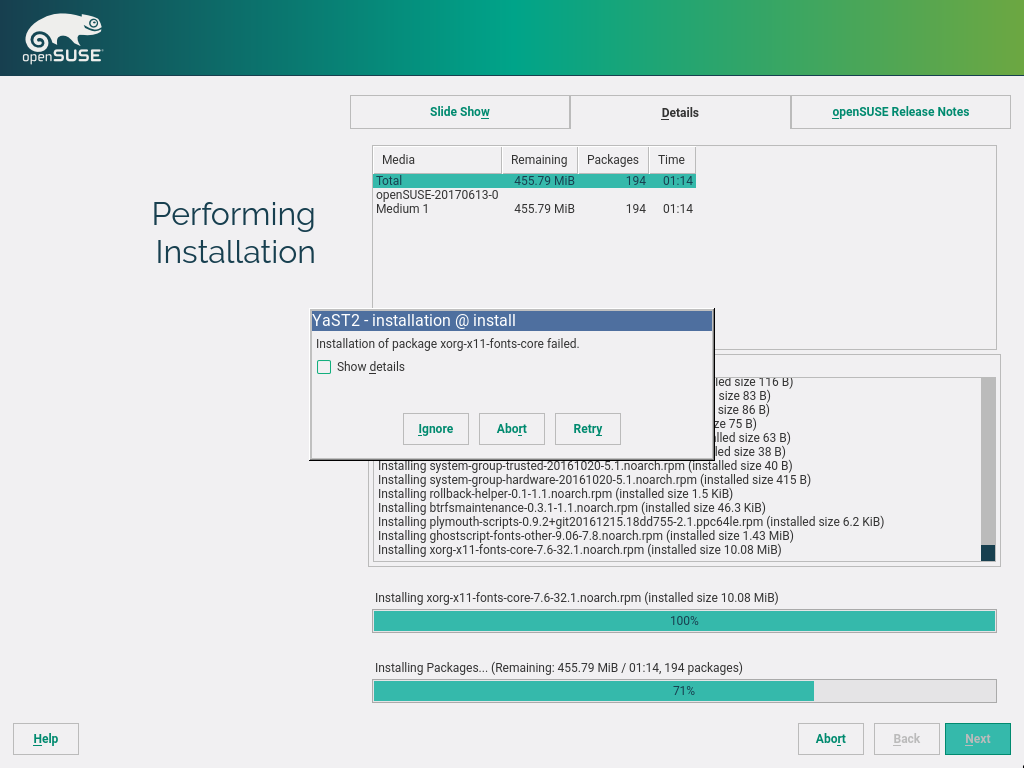 openSUSE
Slide Show
Details
openSUSE Release Notes
Media
Remaining
Packages
Time
Total 455.79 MiB 194 01:14
openSUSE-20170613-0
Medium 1 455.79 MiB 194 01:14
Performing
Installation
YaST2 - installation @ install
Installation of package xorg-x11-fonts-core failed.
Show details
Ignore
Abort
Retry
size 116 B)
size 83 B)
size 86 B)
75 B)
size 63 B)
size 38 B)
Installing system-group-trusted-20161020-5.1.noarch.rpm (installed size 40 B)
Installing system-group-hardware-20161020-5.1.noarch.rpm (installed size 415 B)
Installing rollback-helper-0.1-1.1.noarch.rpm (installed size 1.5 KiB)
Installing btrfsmaintenance-0.3.1-1.1.noarch.rpm (installed size 46.3 KiB)
Installing plymouth-scripts-0.9.2+git20161215.18dd755-2.1.ppc64le.rpm (installed size 6.2 KiB)
Installing ghostscript-fonts-other-9.06-7.8.noarch.rpm (installed size 1.43 MiB)
Installing xorg-x11-fonts-core-7.6-32.1.noarch.rpm (installed size 10.08 MiB)
Installing xorg-x11-fonts-core-7.6-32.1.noarch.rpm (installed size 10.08 MiB)
100%
Installing Packages... (Remaining: 455.79 MiB / 01:14, 194 packages)
71%
Help
Abort
Back
Next